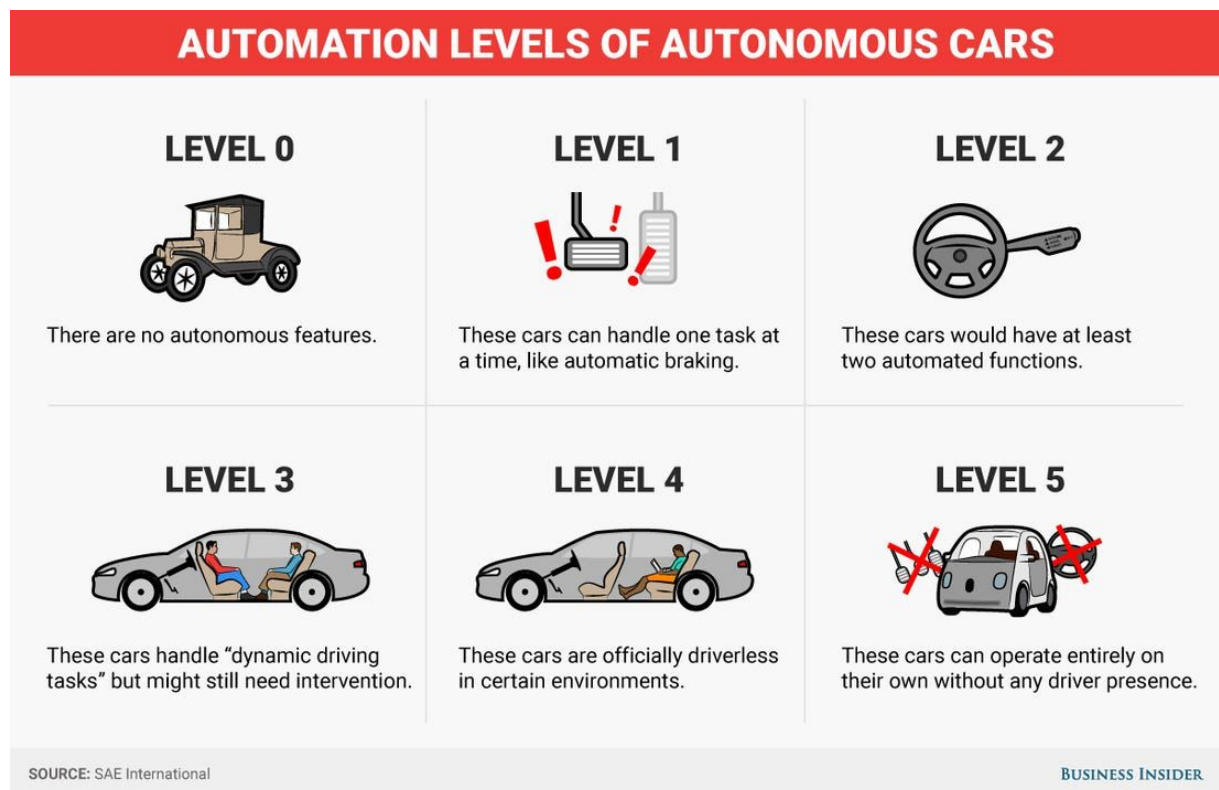 AUTOMATION LEVELS OF AUTONOMOUS CARS
LEVEL 0
There are no autonomous features.
LEVEL 1
These cars can handle one task at
a time, like automatic braking.
LEVEL 2
These cars would have at least
two automated functions.
LEVEL 3
These cars handle “dynamic driving
tasks” but might still need intervention.
LEVEL 4
These cars are officially driverless
in certain environments.
LEVEL 5
These cars can operate entirely on
their own without any driver presence.
SOURCE: SAE International
BUSINESS INSIDER